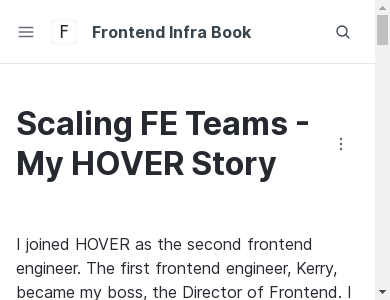 F Frontend Infra Book
Scaling FE Teams -
My HOVER Story
I joined HOVER as the second frontend
engineer. The first frontend engineer, Kerry,
became my boss, the Director of Frontend. I